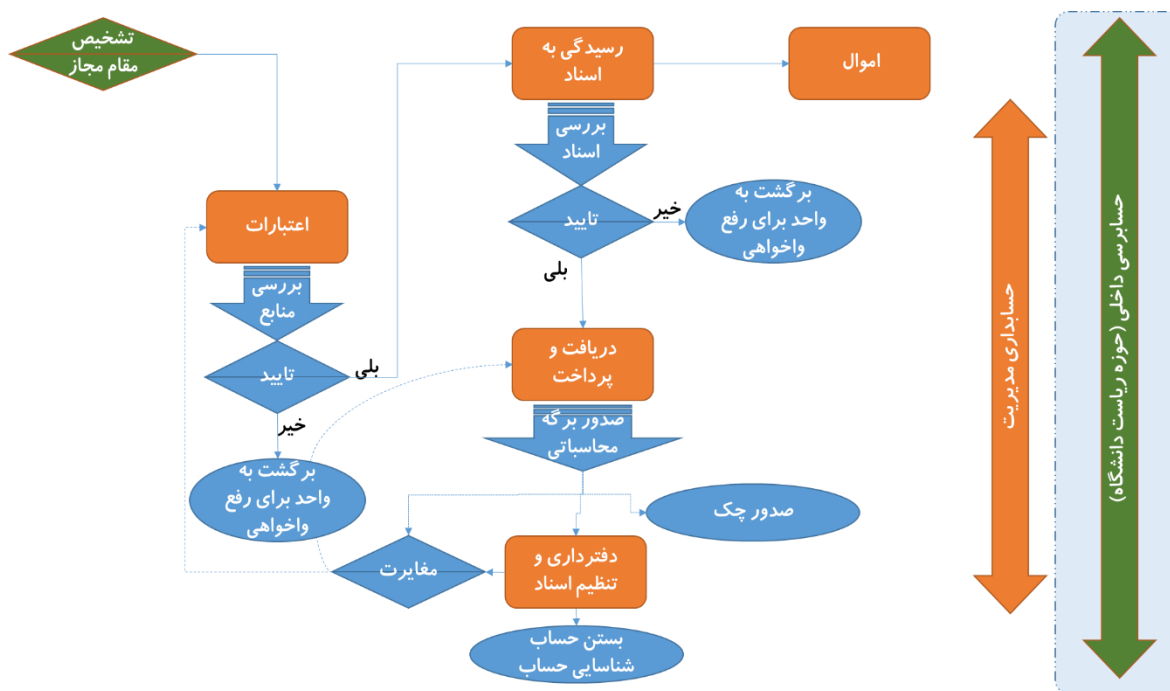 تشخیص
مقام مجاز
رسیدگی به
اسناد
اموال
بررسی
اسناد
تایید
خیر
برگشت به
واحد برای رفع
واخواهی
بلی
اعتبارات
بررسی
منابع
تایید
بلی
خیر
برگشت به
واحد برای رفع
واخواهی
دریافت و
پرداخت
صدور برگه
محاسباتی
صدور چک
دفترداری و
تنظیم اسناد
مغایرت
بستن حساب
شناسایی حساب
حسابداری مدیریت
حسابرسی داخلی (حوزه ریاست دانشگاه)